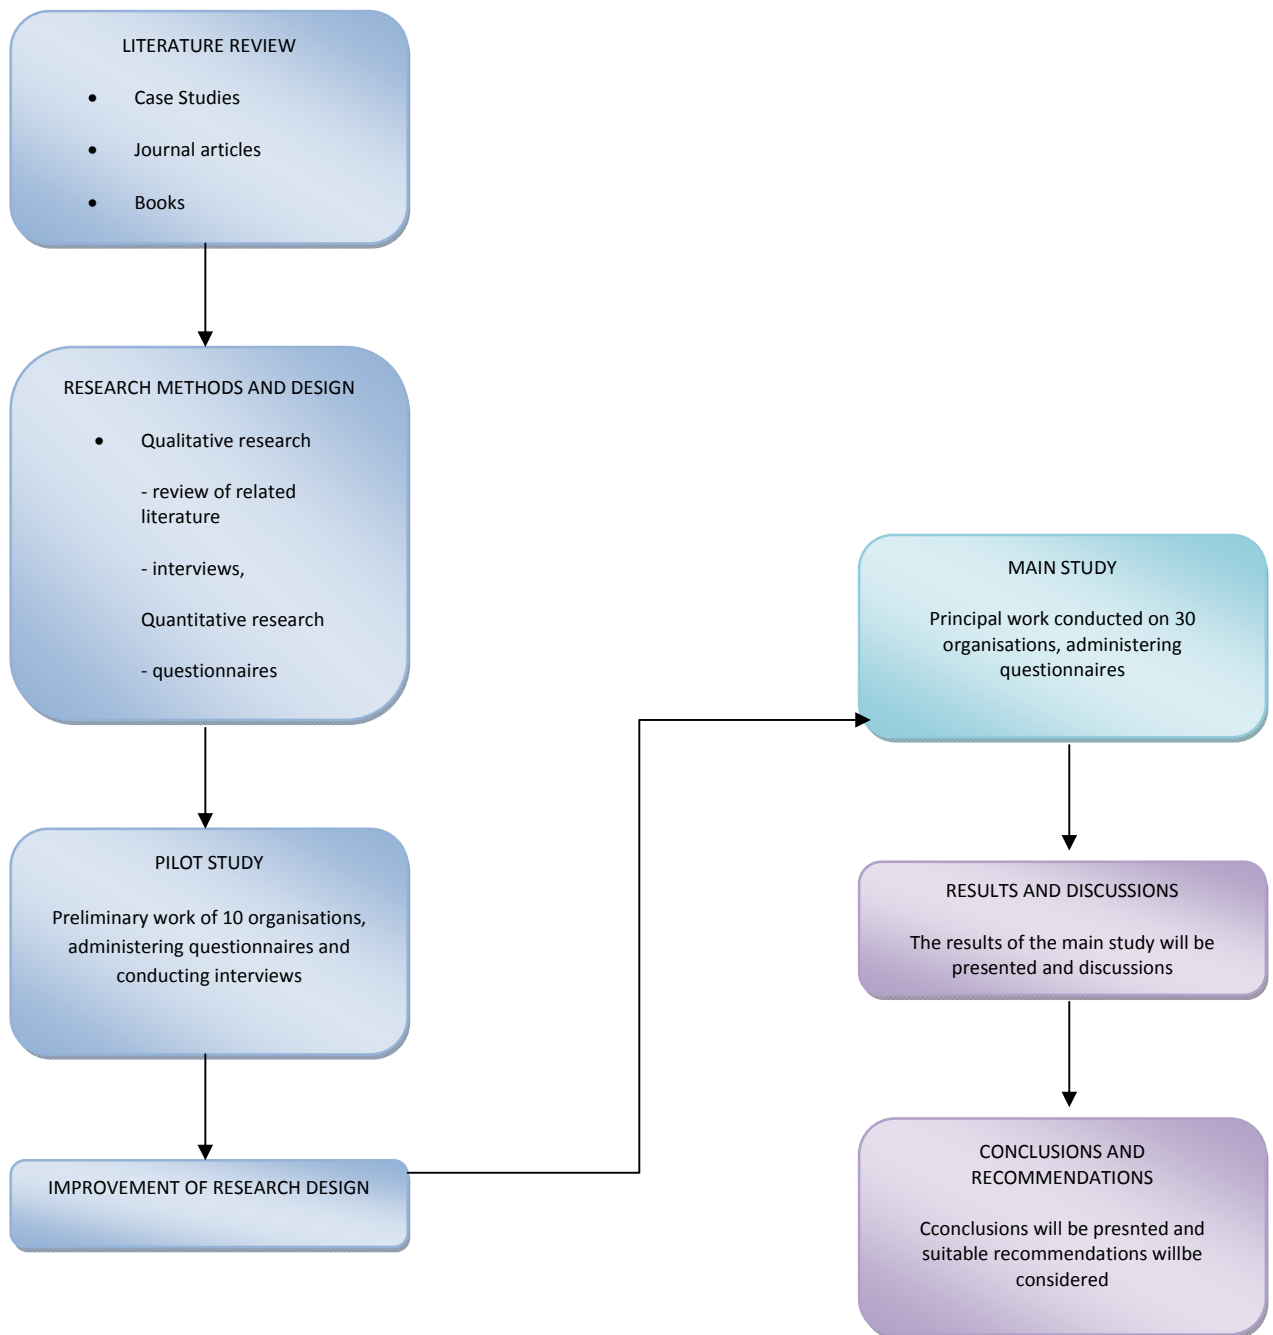 LITERATURE REVIEW
• Case Studies
• Journal articles
• Books
RESEARCH METHODS AND DESIGN
• Qualitative research
- review of related
literature
- interviews,
Quantitative research
- questionnaires
PILOT STUDY
Preliminary work of 10 organisations,
administering questionnaires and
conducting interviews
IMPROVEMENT OF RESEARCH DESIGN
MAIN STUDY
Principal work conducted on 30
organisations, administering
questionnaires
RESULTS AND DISCUSSIONS
The results of the main study will be
presented and discussions
CONCLUSIONS AND
RECOMMENDATIONS
Cconclusions will be presnted and
suitable recommendations willbe
considered